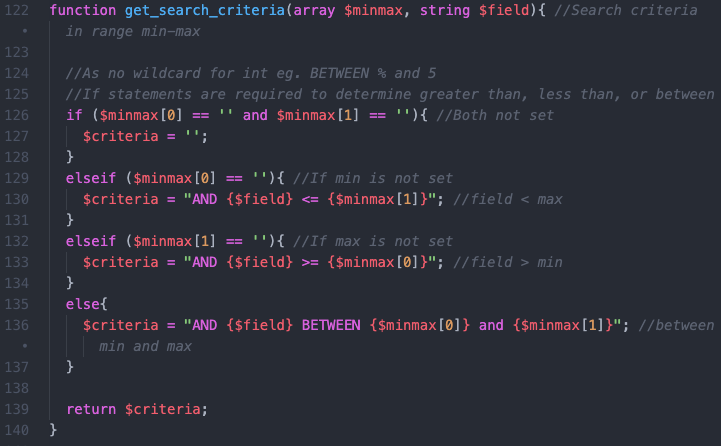 122 function get_search_criteria(array $minmax, string $field){ //Search criteria
• in range min-max
123
124 //As no wildcard for int eg. BETWEEN % and 5
125 //If statements are required to determine greater than, less than, or between
126 if ($minmax[0] == '' and $minmax[1] == ''){ //Both not set
127 $criteria = '';
128 }
129 elseif ($minmax[0] == ''){ //If min is not set
130 $criteria = "AND {$field} <= {$minmax[1]}"; //field < max
131 }
132 elseif ($minmax[1] == ''){ //If max is not set
133 $criteria = "AND {$field} >= {$minmax[0]}"; //field > min
134 }
135 else{
136 $criteria = "AND {$field} BETWEEN {$minmax[0]} and {$minmax[1]}"; //between
• min and max
137 }
138
139 return $criteria;
140 }